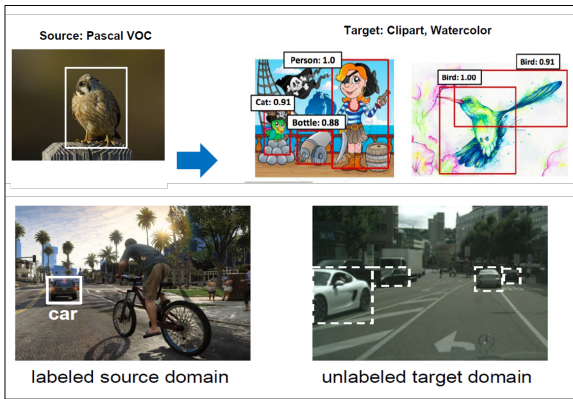 Source: Pascal VOC
Target: Clipart, Watercolor
Person: 1.0
Cat: 0.91
Bottle: 0.88
Bird: 0.91
Bird: 1.00
car
labeled source domain
unlabeled target domain